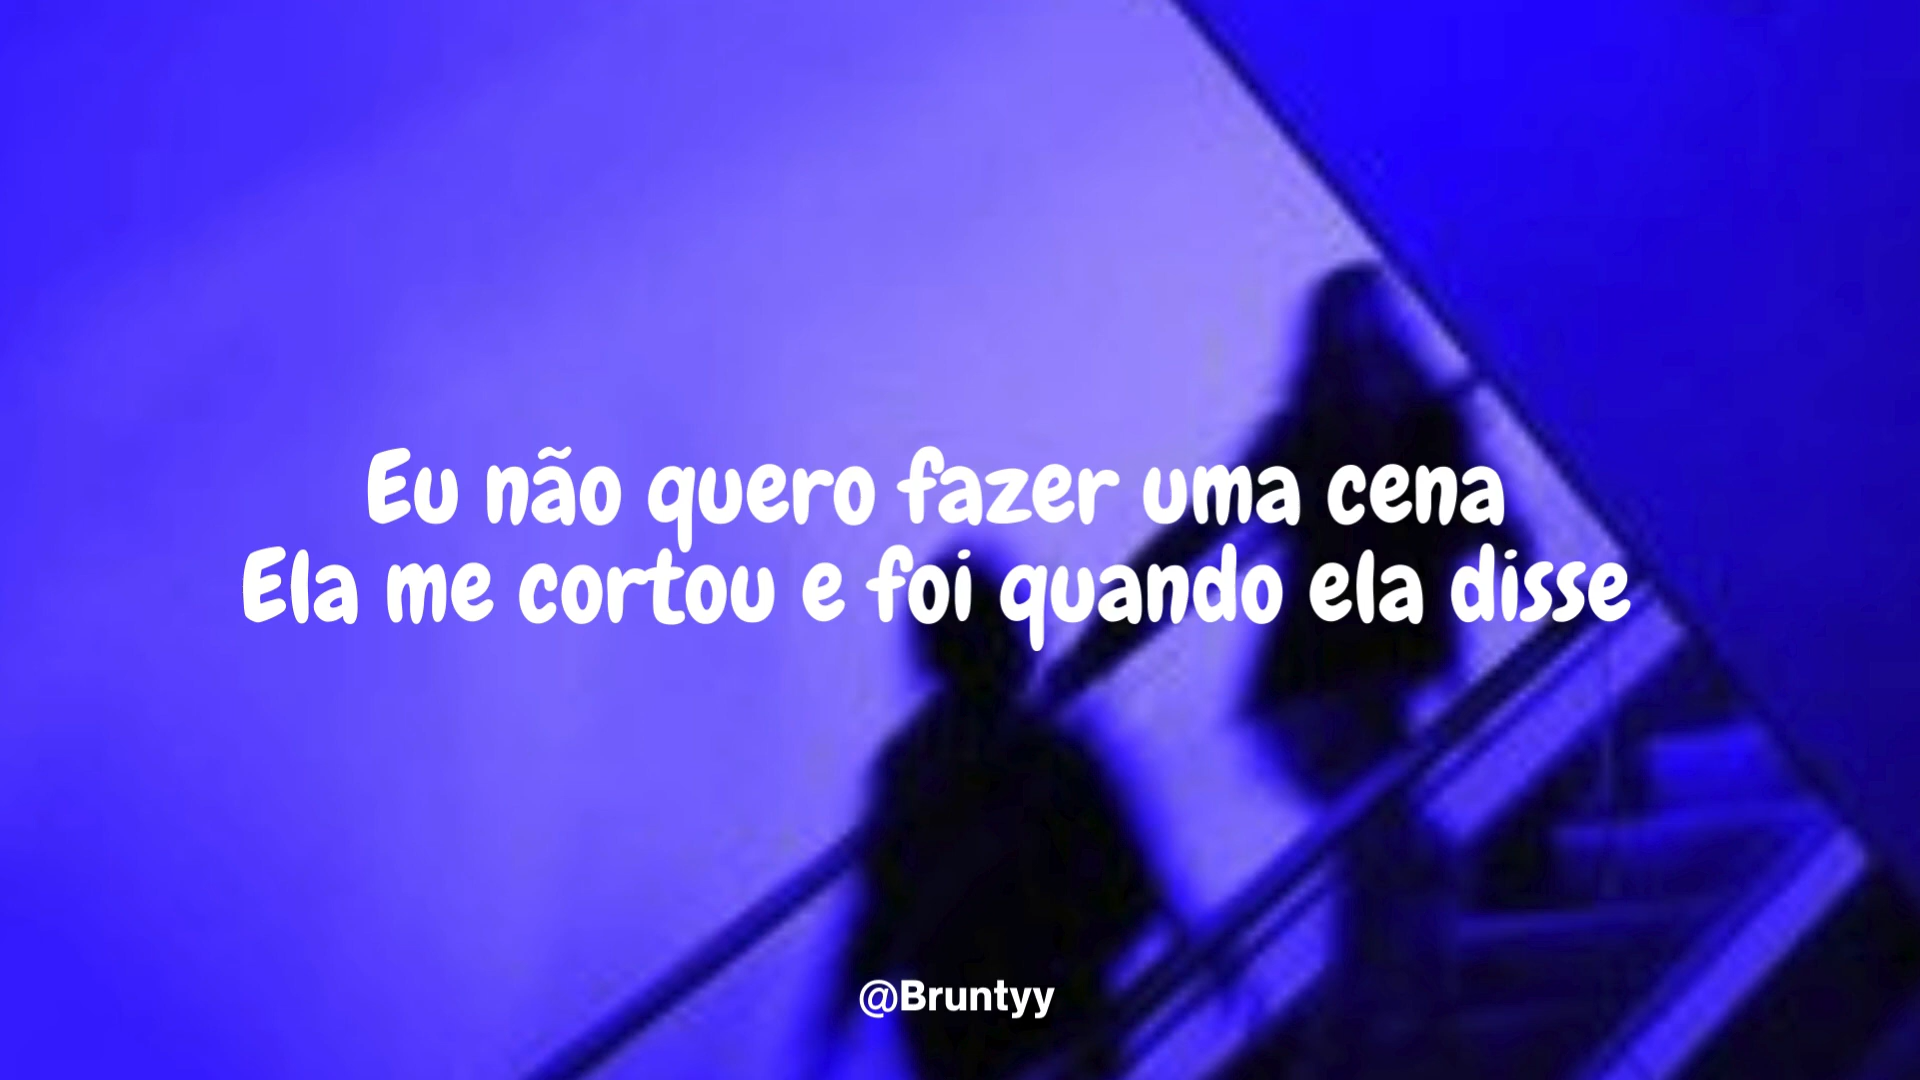 Eu não quero fazer uma cena
Ela me cortou e foi quando ela disse
@Bruntyy